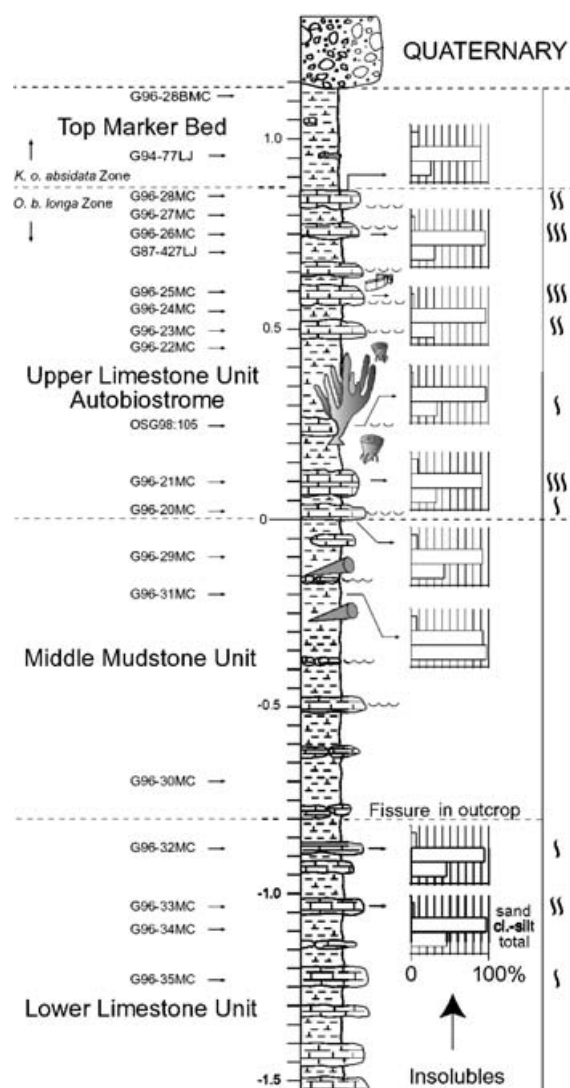 QUATERNARY
G96-28BMC
Top Marker Bed
1.0
G94-77LJ
K. o. absidata Zone
G96-28MC
O. b. longa Zone
G96-27MC
G96-26MC
G87-427LJ
G96-25MC
G96-24MC
0.5
G96-23MC
G96-22MC
Upper Limestone Unit
Autobiostrome
OSG98:105
G96-21MC
G96-20MC
0
G96-29MC
G96-31MC
Middle Mudstone Unit
-0.5
G96-30MC
Fissure in outcrop
G96-32MC
-1.0
G96-33MC
sand
cl.-silt
total
G96-34MC
0 100%
G96-35MC
Lower Limestone Unit
Insolubles
-1.5